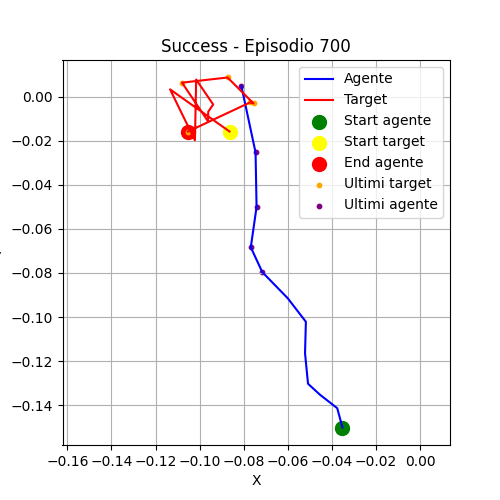 Success - Episodio 700
Agente
Target
Start agente
Start target
End agente
Ultimi target
Ultimi agente
0.00
−0.02
−0.04
−0.06
−0.08
−0.10
−0.12
−0.14
−0.16 −0.14 −0.12 −0.10 −0.08 −0.06 −0.04 −0.02 0.00
X